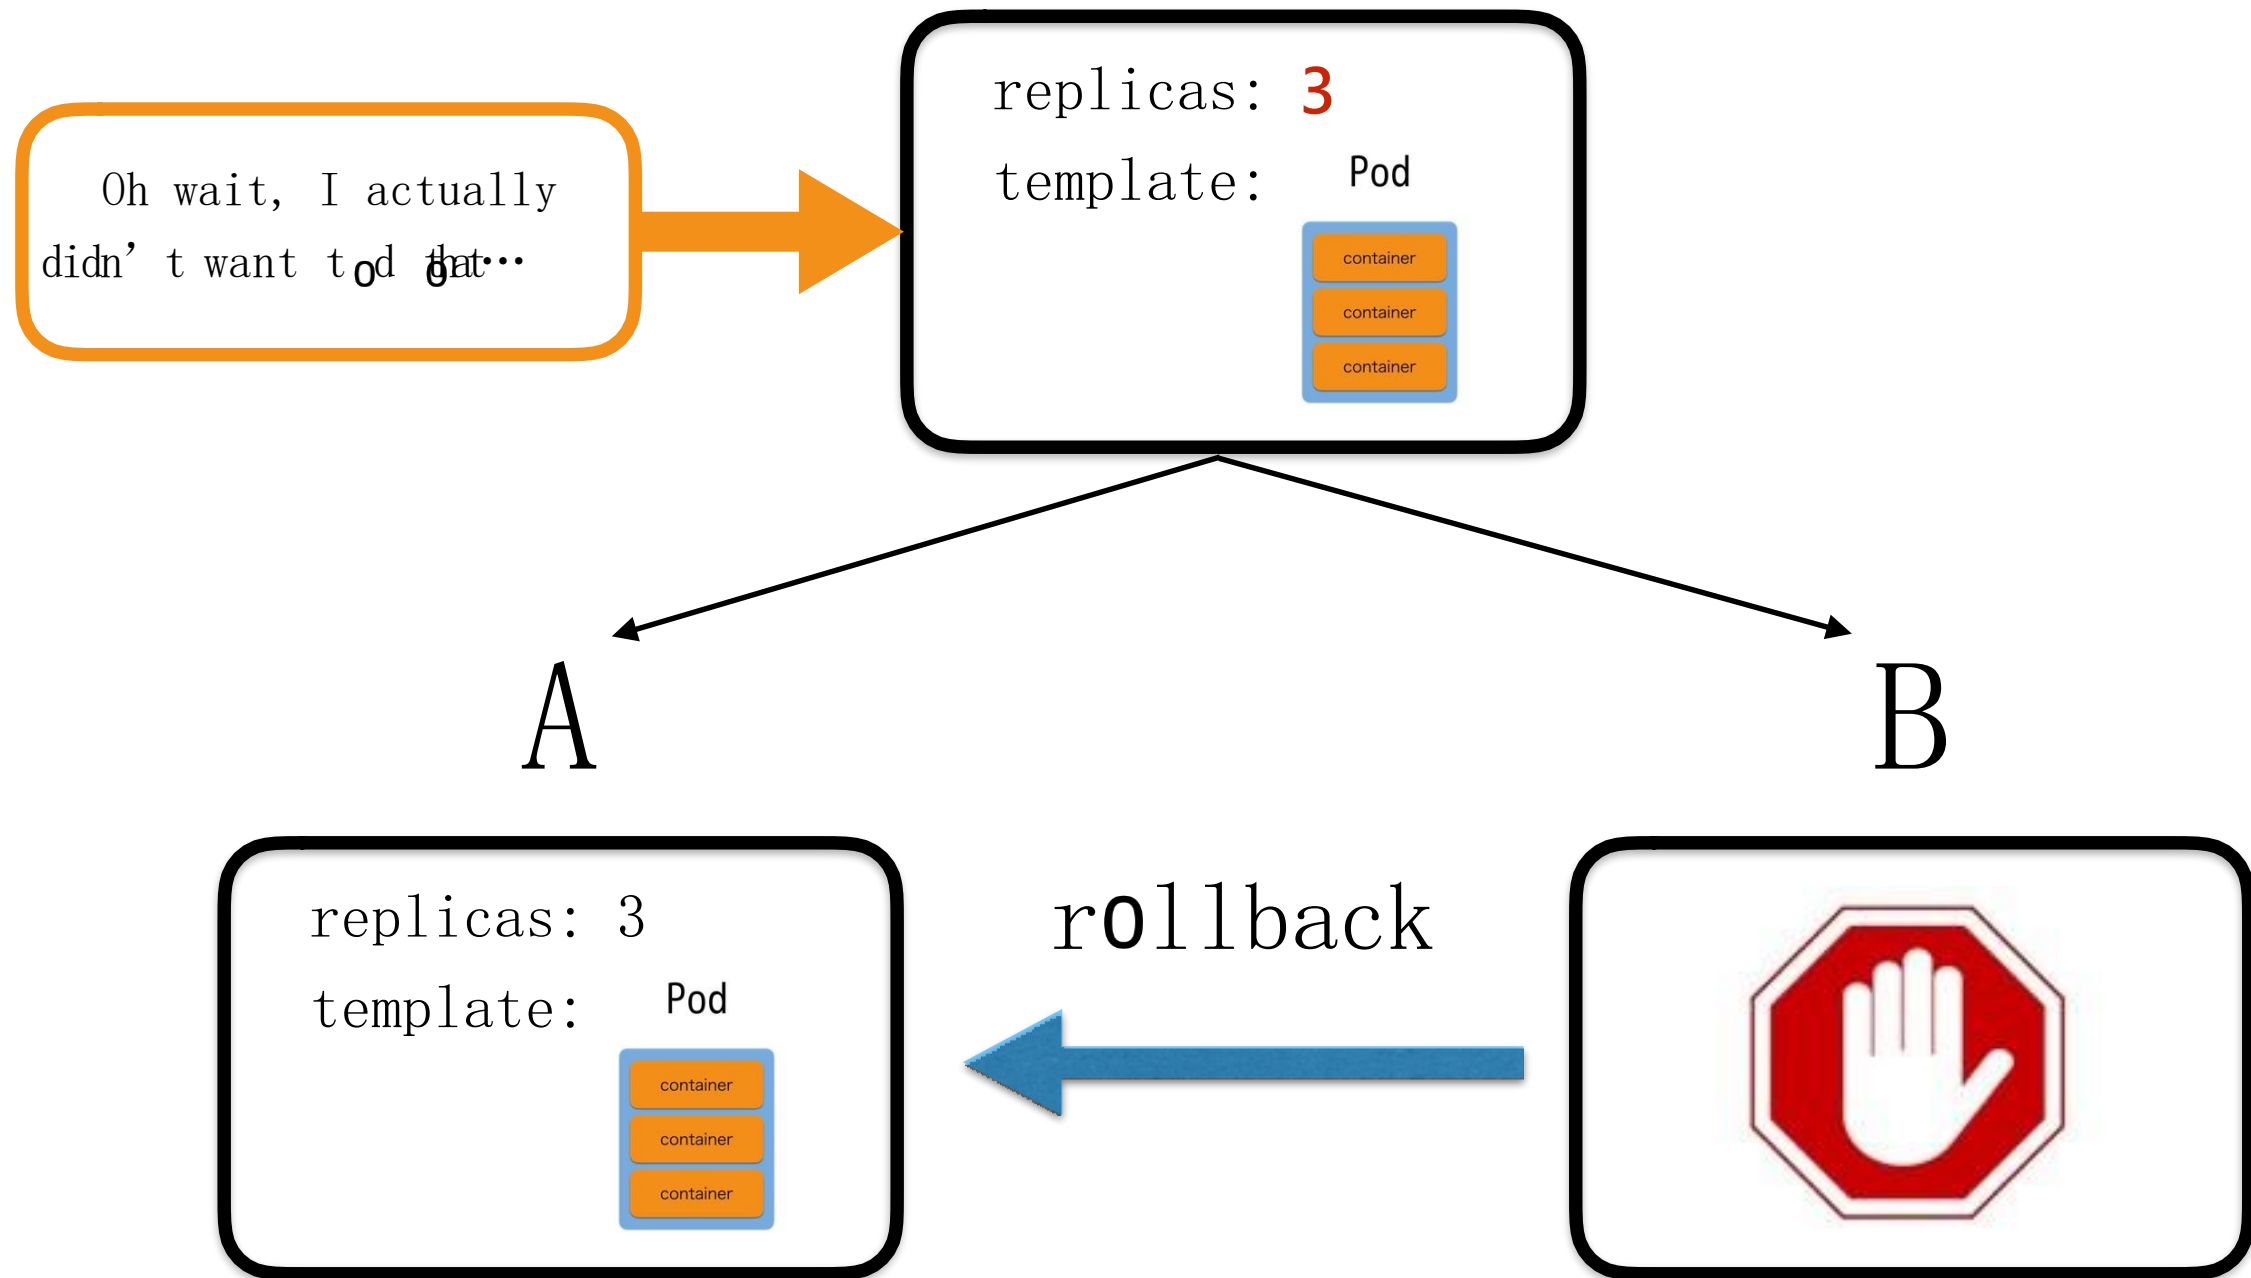 replicas: 3
Oh wait, I actually
didn’t want to do that…
template:
Pod
container
container
container
A
B
replicas: 3
rollback
template:
Pod
container
container
container